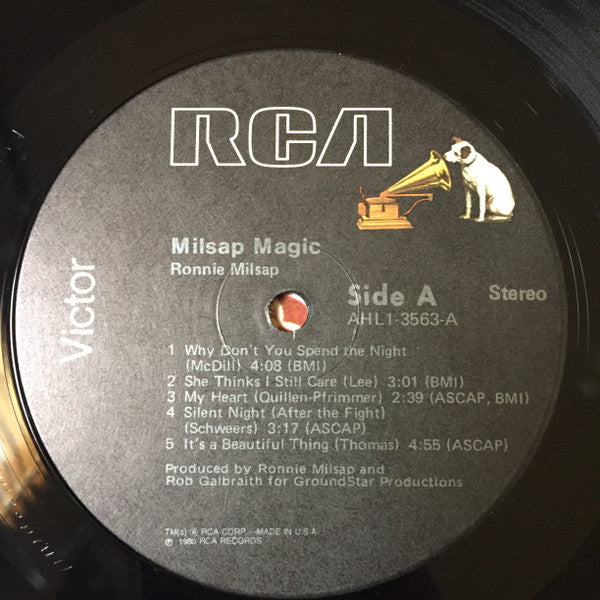 RCA
Victor
Milsap Magic
Ronnie Milsap
Side A
Stereo
AHL1-3563-A
1 Why Don't You Spend the Night
(McDill) 4:08 (BMI)
2 She Thinks I Still Care (Lee) 3:01 (BMI)
3 My Heart (Quillen-Pfrimmer) 2:39 (ASCAP, BMI)
4 Silent Night (After the Fight)
(Schweers) 3:17 (ASCAP)
5 It's a Beautiful Thing (Thomas) 4:55 (ASCAP)
Produced by Ronnie Milsap and
Rob Galbraith for GroundStar Productions
TM(s) ® RCA CORP.—MADE IN U.S.A.
℗ 1980 RCA RECORDS